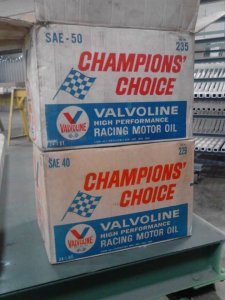 SAE-50
235
CHAMPIONS'
CHOICE
VALVOLINE
HIGH PERFORMANCE
RACING MOTOR OIL
V
VALVOLINE
SAE 40
229
CHAMPIONS'
CHOICE
VALVOLINE
HIGH PERFORMANCE
RACING MOTOR OIL
V
VALVOLINE